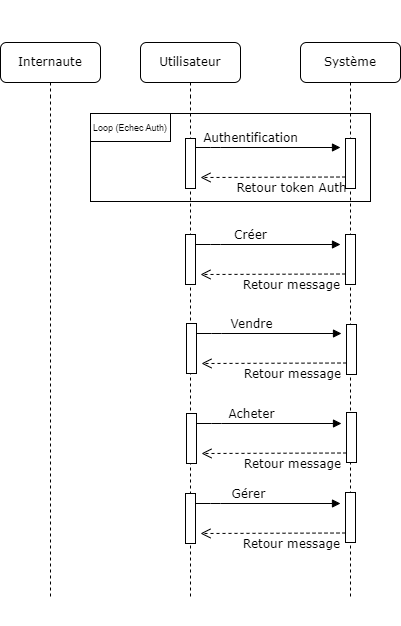 Internaute
Utilisateur
Système
Loop (Echec Auth)
Authentification
Retour token Auth
Créer
Retour message
Vendre
Retour message
Acheter
Retour message
Gérer
Retour message